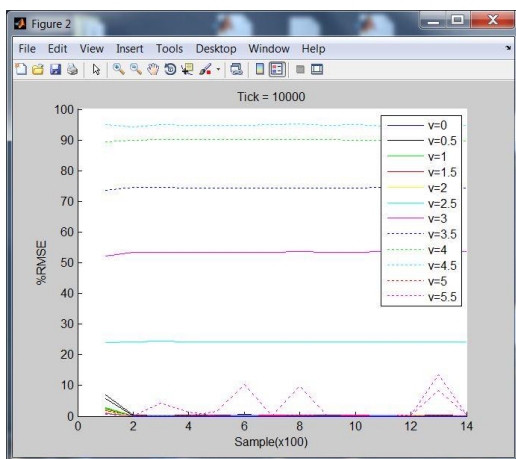 Figure 2
File Edit View Insert Tools Desktop Window Help
Tick = 10000
100
90
80
70
60
50
40
30
20
10
0
%RMSE
0 2 4 6 8 10 12 14
Sample(x100)
v=0
v=0.5
v=1
v=1.5
v=2
v=2.5
v=3
v=3.5
v=4
v=4.5
v=5
v=5.5